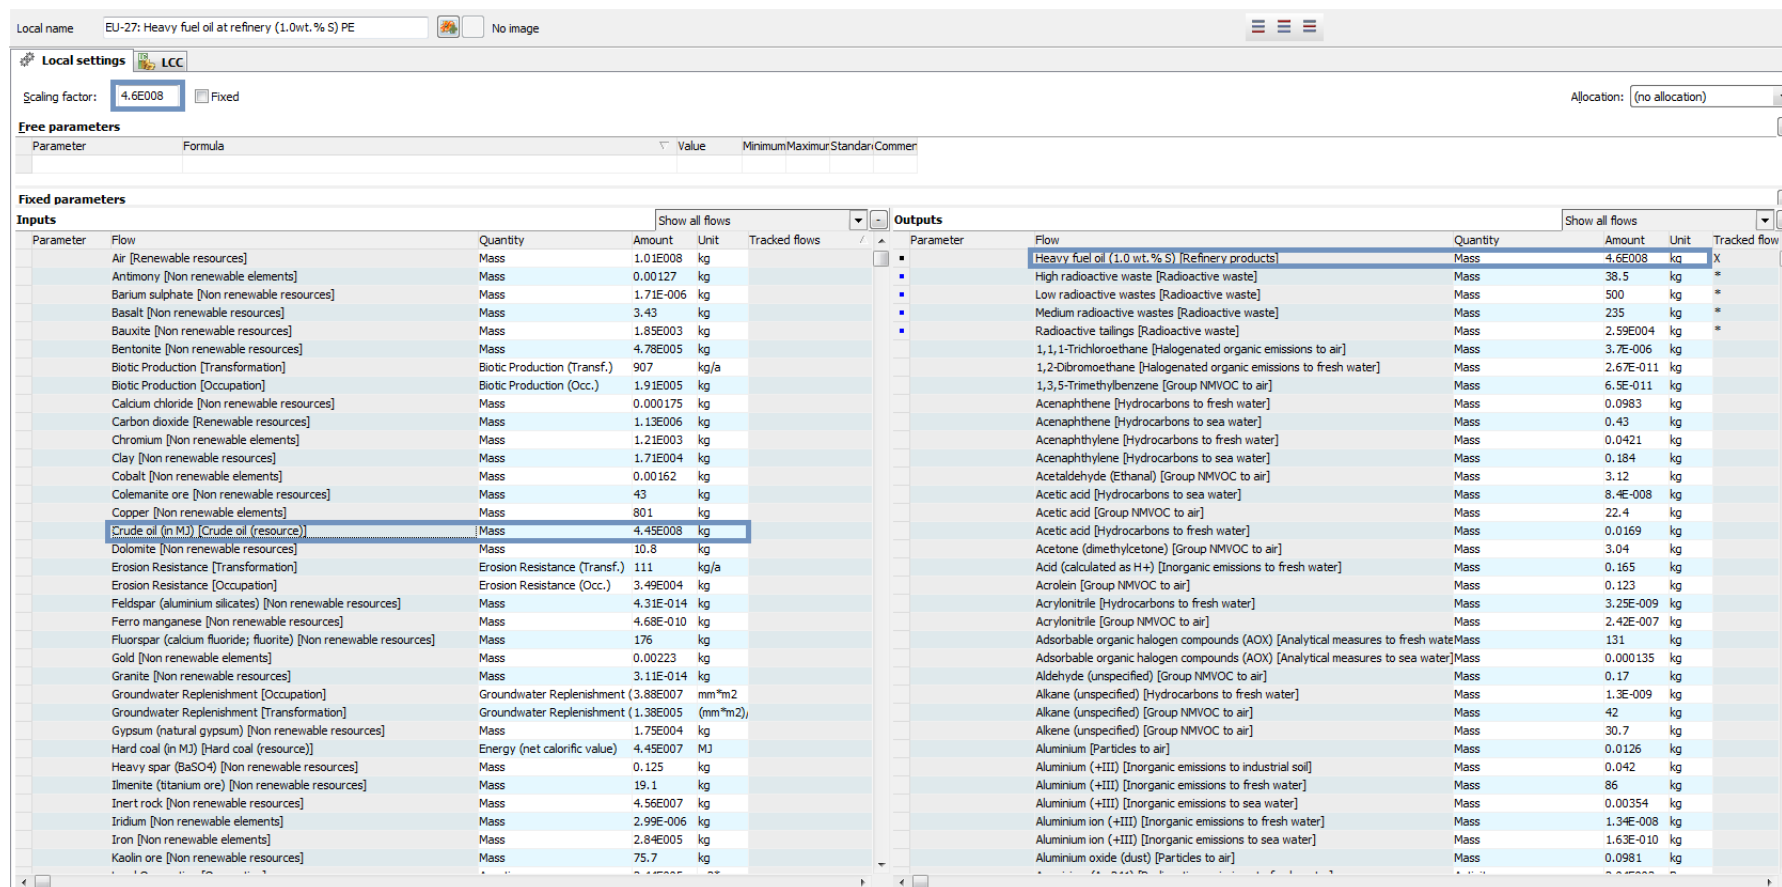 Local name EU-27: Heavy fuel oil at refinery (1.0wt.% S) PE No image
Local settings LCC
Scaling factor: 4.6E008 Fixed Allocation: (no allocation)
Free parameters
Parameter Formula Value Minimum Maximur Standar Commer
Fixed parameters
Inputs Show all flows - Outputs Show all flows
Parameter Flow Quantity Amount Unit Tracked flows Parameter Flow Quantity Amount Unit Tracked flow
Air [Renewable resources] Mass 1.01E008 kg Heavy fuel oil (1.0 wt.% S) [Refinery products] Mass 4.6E008 kg X
Antimony [Non renewable elements] Mass 0.00127 kg High radioactive waste [Radioactive waste] Mass 38.5 kg *
Barium sulphate [Non renewable resources] Mass 1.71E-006 kg Low radioactive wastes [Radioactive waste] Mass 500 kg *
Basalt [Non renewable resources] Mass 3.43 kg Medium radioactive wastes [Radioactive waste] Mass 235 kg *
Bauxite [Non renewable resources] Mass 1.85E003 kg Radioactive tailings [Radioactive waste] Mass 2.59E004 kg *
Bentonite [Non renewable resources] Mass 4.78E005 kg 1,1,1-Trichloroethane [Halogenated organic emissions to air] Mass 3.7E-006 kg
Biotic Production [Transformation] Biotic Production (Transf.) 907 kg/a 1,2-Dibromoethane [Halogenated organic emissions to fresh water] Mass 2.67E-011 kg
Biotic Production [Occupation] Biotic Production (Occ.) 1.91E005 kg 1,3,5-Trimethylbenzene [Group NMVOC to air] Mass 6.5E-011 kg
Calcium chloride [Non renewable resources] Mass 0.000175 kg Acenaphthene [Hydrocarbons to fresh water] Mass 0.0983 kg
Carbon dioxide [Renewable resources] Mass 1.13E006 kg Acenaphthene [Hydrocarbons to sea water] Mass 0.43 kg
Chromium [Non renewable elements] Mass 1.21E003 kg Acenaphthylene [Hydrocarbons to fresh water] Mass 0.0421 kg
Clay [Non renewable resources] Mass 1.71E004 kg Acenaphthylene [Hydrocarbons to sea water] Mass 0.184 kg
Cobalt [Non renewable elements] Mass 0.00162 kg Acetaldehyde (Ethanal) [Group NMVOC to air] Mass 3.12 kg
Colemanite ore [Non renewable resources] Mass 43 kg Acetic acid [Hydrocarbons to sea water] Mass 8.4E-008 kg
Copper [Non renewable elements] Mass 801 kg Acetic acid [Group NMVOC to air] Mass 22.4 kg
Crude oil (in MJ) [Crude oil (resource)] Mass 4.45E008 kg Acetic acid [Hydrocarbons to fresh water] Mass 0.0169 kg
Dolomite [Non renewable resources] Mass 10.8 kg Acetone (dimethylcetone) [Group NMVOC to air] Mass 3.04 kg
Erosion Resistance [Transformation] Erosion Resistance (Transf.) 111 kg/a Acid (calculated as H+) [Inorganic emissions to fresh water] Mass 0.165 kg
Erosion Resistance [Occupation] Erosion Resistance (Occ.) 3.49E004 kg Acrolein [Group NMVOC to air] Mass 0.123 kg
Feldspar (aluminium silicates) [Non renewable resources] Mass 4.31E-014 kg Acrylonitrile [Hydrocarbons to fresh water] Mass 3.25E-009 kg
Ferro manganese [Non renewable resources] Mass 4.68E-010 kg Acrylonitrile [Group NMVOC to air] Mass 2.42E-007 kg
Fluorspar (calcium fluoride; fluorite) [Non renewable resources] Mass 176 kg Adsorbable organic halogen compounds (AOX) [Analytical measures to fresh wate Mass 131 kg
Gold [Non renewable elements] Mass 0.00223 kg Adsorbable organic halogen compounds (AOX) [Analytical measures to sea water] Mass 0.000135 kg
Granite [Non renewable resources] Mass 3.11E-014 kg Aldehyde (unspecified) [Group NMVOC to air] Mass 0.17 kg
Groundwater Replenishment [Occupation] Groundwater Replenishment ( 3.88E007 mm*m2 Alkane (unspecified) [Hydrocarbons to fresh water] Mass 1.3E-009 kg
Groundwater Replenishment [Transformation] Groundwater Replenishment ( 1.38E005 (mm*m2)/ Alkane (unspecified) [Group NMVOC to air] Mass 42 kg
Gypsum (natural gypsum) [Non renewable resources] Mass 1.75E004 kg Alkene (unspecified) [Group NMVOC to air] Mass 30.7 kg
Hard coal (in MJ) [Hard coal (resource)] Energy (net calorific value) 4.45E007 MJ Aluminium [Particles to air] Mass 0.0126 kg
Heavy spar (BaSO4) [Non renewable resources] Mass 0.125 kg Aluminium (+III) [Inorganic emissions to industrial soil] Mass 0.042 kg
Ilmenite (titanium ore) [Non renewable resources] Mass 19.1 kg Aluminium (+III) [Inorganic emissions to fresh water] Mass 86 kg
Inert rock [Non renewable resources] Mass 4.56E007 kg Aluminium (+III) [Inorganic emissions to sea water] Mass 0.00354 kg
Iridium [Non renewable elements] Mass 2.99E-006 kg Aluminium ion (+III) [Inorganic emissions to fresh water] Mass 1.34E-008 kg
Iron [Non renewable elements] Mass 2.84E005 kg Aluminium ion (+III) [Inorganic emissions to sea water] Mass 1.63E-010 kg
Kaolin ore [Non renewable resources] Mass 75.7 kg Aluminium oxide (dust) [Particles to air] Mass 0.0981 kg